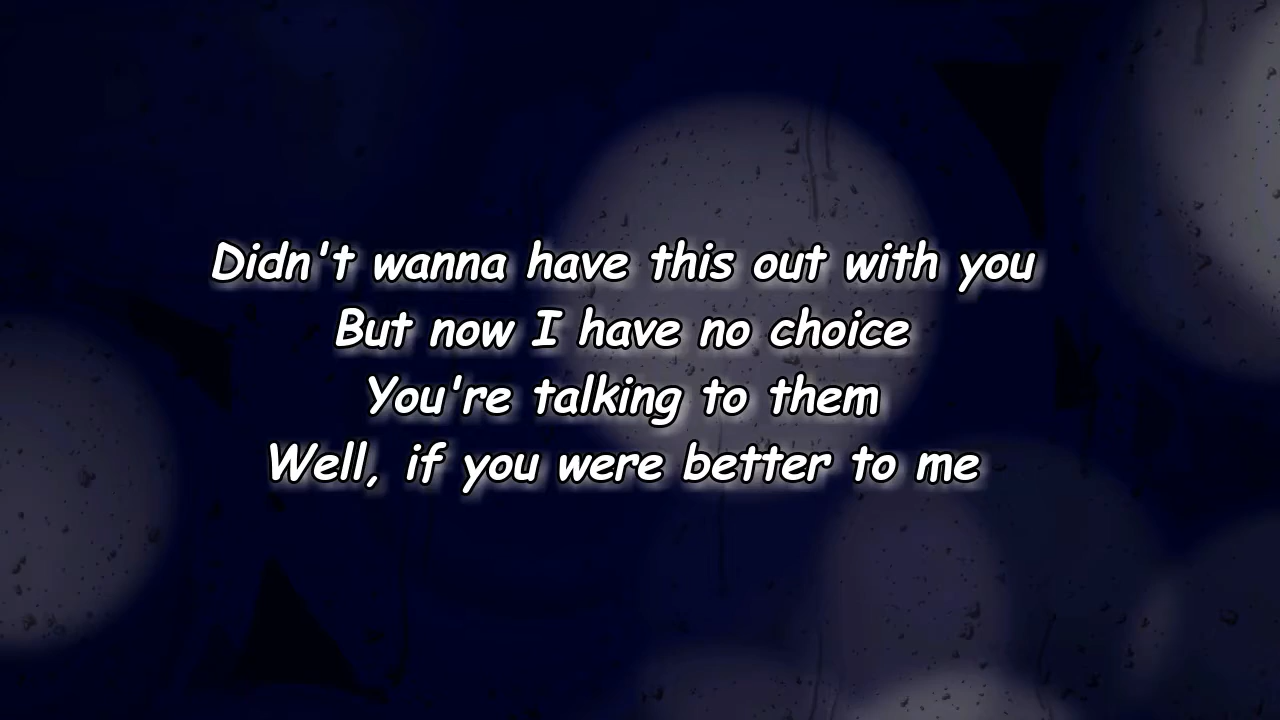 Didn't wanna have this out with you
But now I have no choice
You're talking to them
Well, if you were better to me